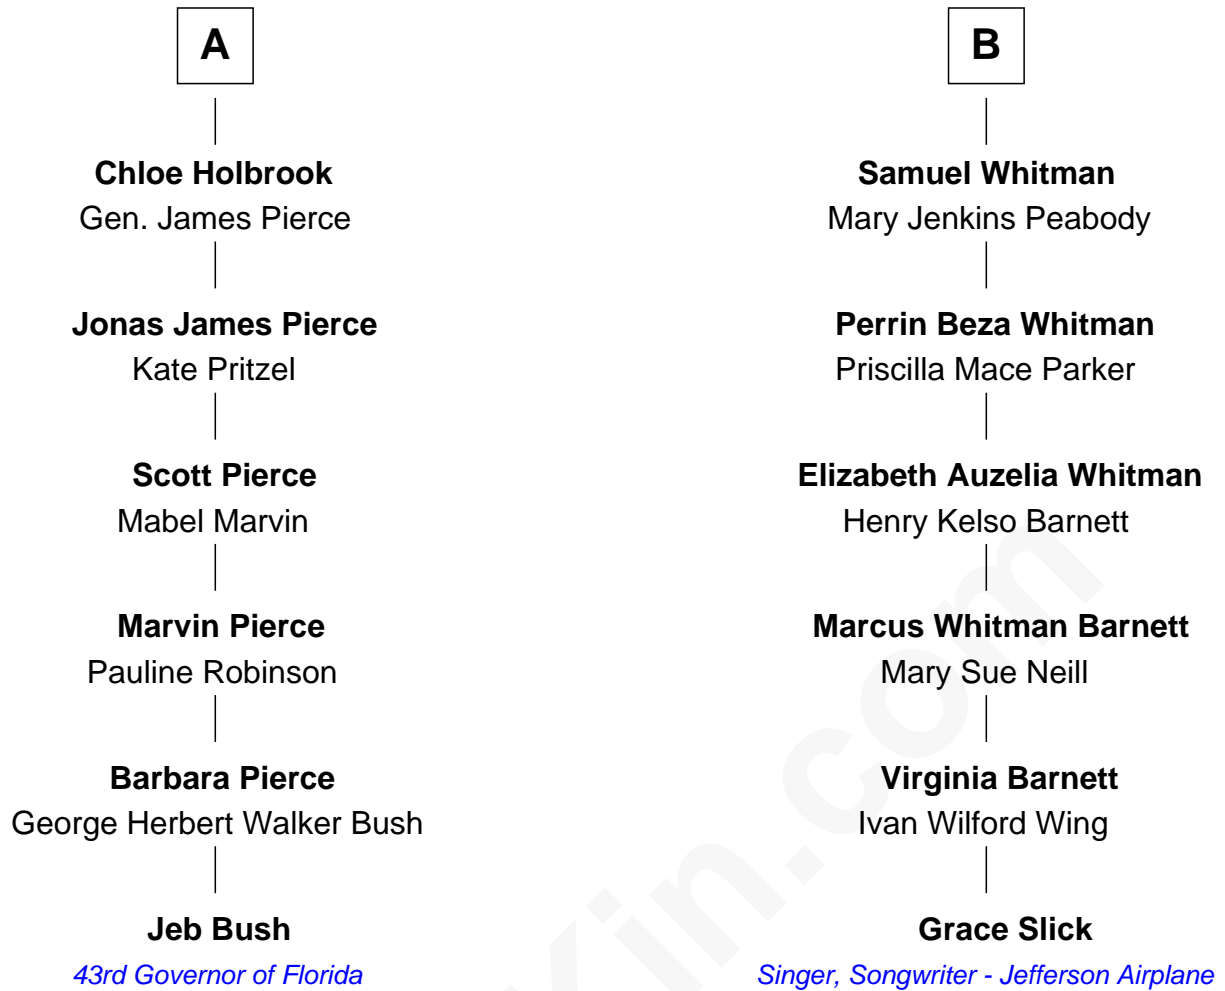 A
Chloe Holbrook
Gen. James Pierce
Jonas James Pierce
Kate Pritzel
Scott Pierce
Mabel Marvin
Marvin Pierce
Pauline Robinson
Barbara Pierce
George Herbert Walker Bush
Jeb Bush
43rd Governor of Florida
B
Samuel Whitman
Mary Jenkins Peabody
Perrin Beza Whitman
Priscilla Mace Parker
Elizabeth Auzelia Whitman
Henry Kelso Barnett
Marcus Whitman Barnett
Mary Sue Neill
Virginia Barnett
Ivan Wilford Wing
Grace Slick
Singer, Songwriter - Jefferson Airplane